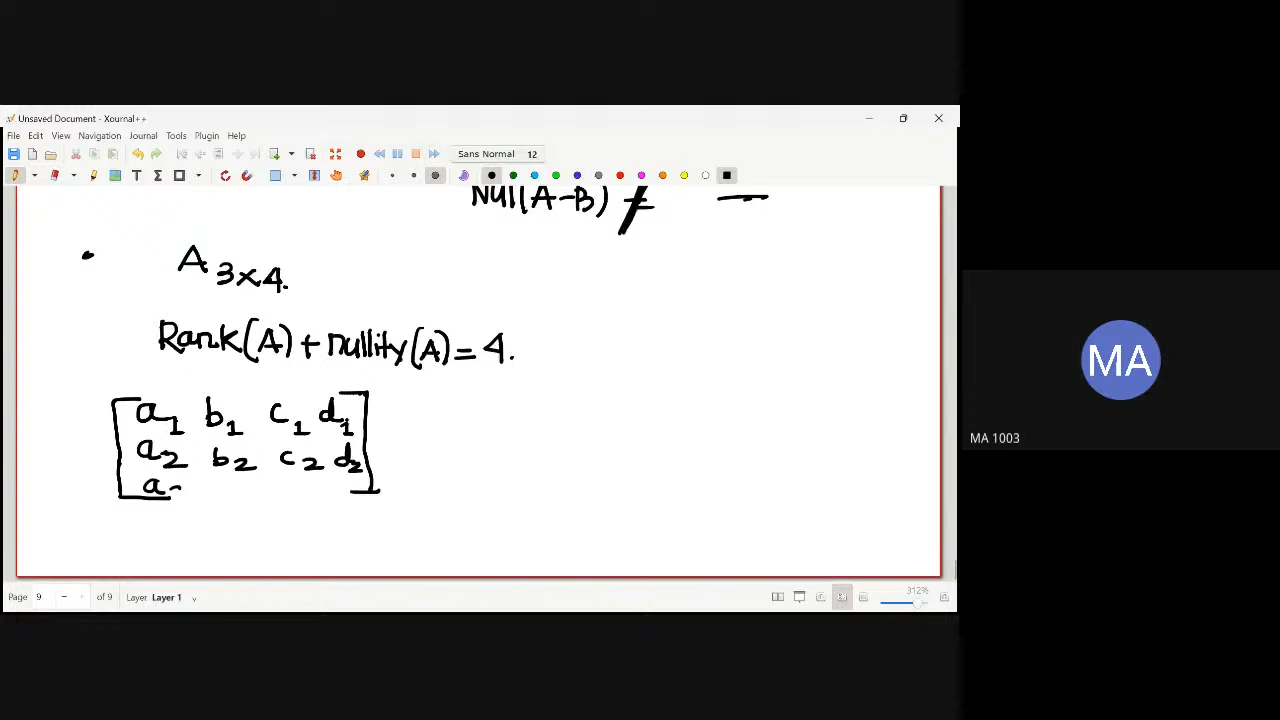 Unsaved Document - Xournal++
File Edit View Navigation Journal Tools Plugin Help
Sans Normal 12
Null(A-B) ≠
A 3×4.
Rank(A) + nullity(A) = 4.
a1 b1 c1 d1
a2 b2 c2 d2
a
MA
MA 1003
Page 9 of 9 Layer Layer 1 312%